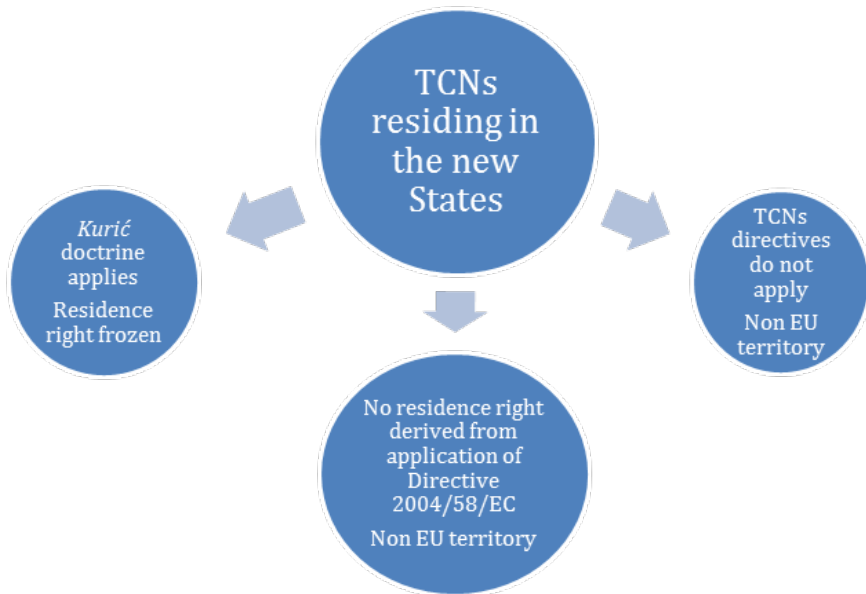 TCNs
residing in
the new
States
Kurić
doctrine
applies
Residence
right frozen
No residence right
derived from
application of
Directive
2004/58/EC
Non EU territory
TCNs
directives
do not
apply
Non EU
territory